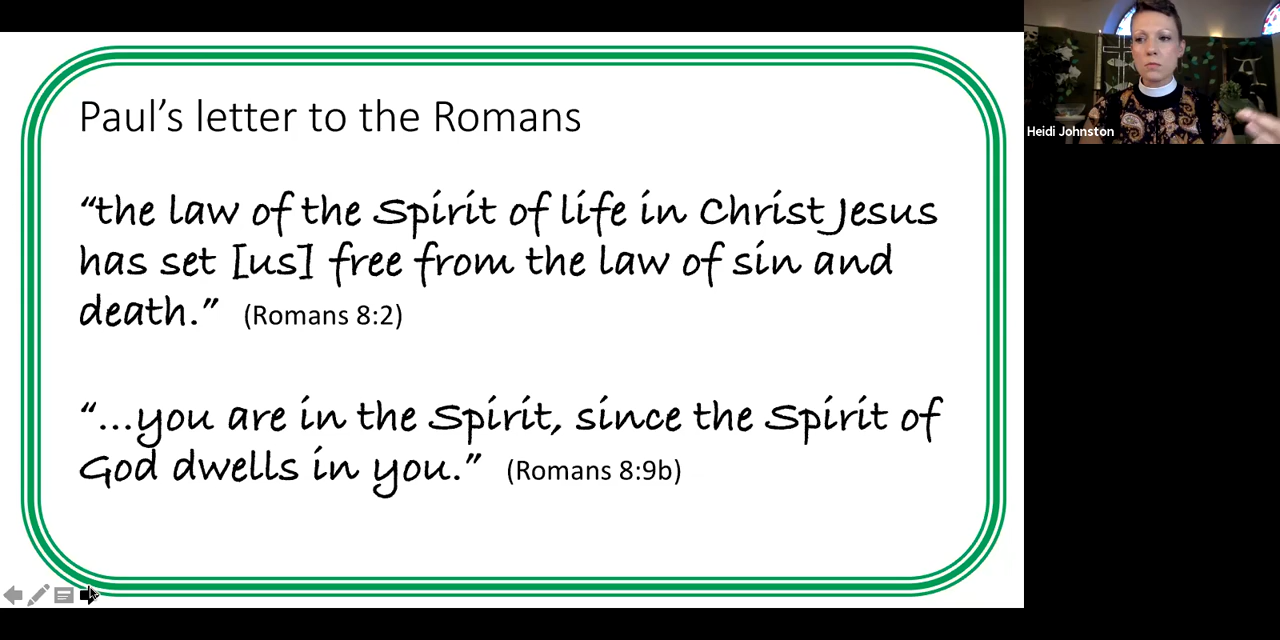 Paul’s letter to the Romans
“the law of the Spirit of life in Christ Jesus
has set [us] free from the law of sin and
death.” (Romans 8:2)
“...you are in the Spirit, since the Spirit of
God dwells in you.” (Romans 8:9b)
Heidi Johnston